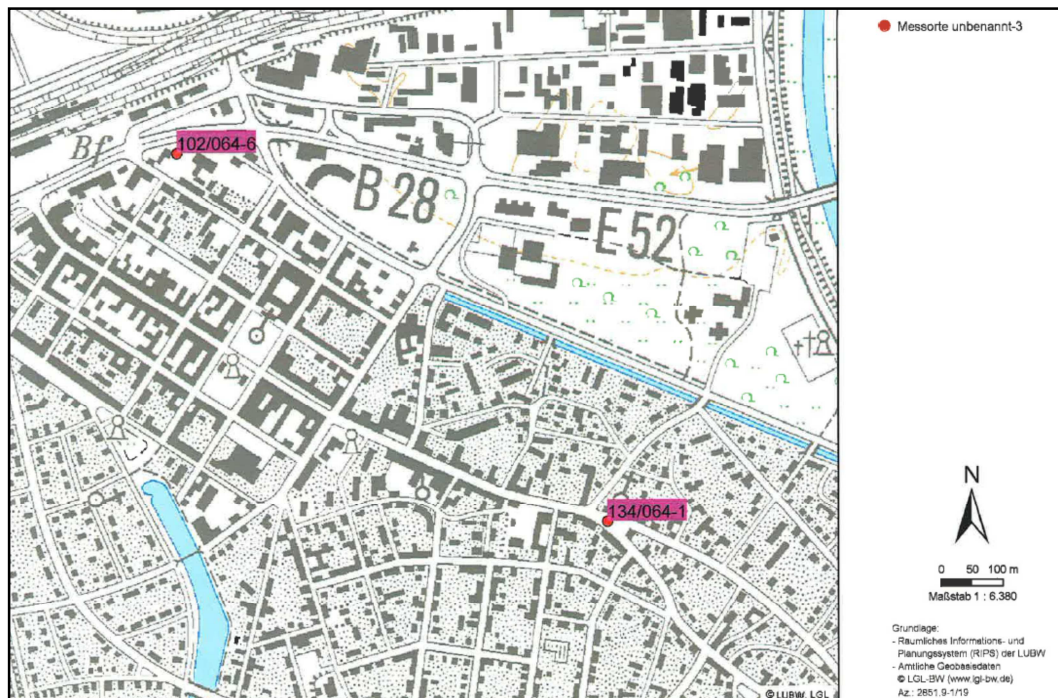 Messorte unbenannt-3
102/064-6
Bf
B 28
E 52
134/064-1
N
0 50 100 m
Maßstab 1 : 6.380
Grundlage:
- Räumliches Informations- und
Planungssystem (RIPS) der LUBW
- Amtliche Geobasisdaten
© LGL-BW (www.lgl-bw.de)
Az.: 2851.9-1/19
© LUBW, LGL